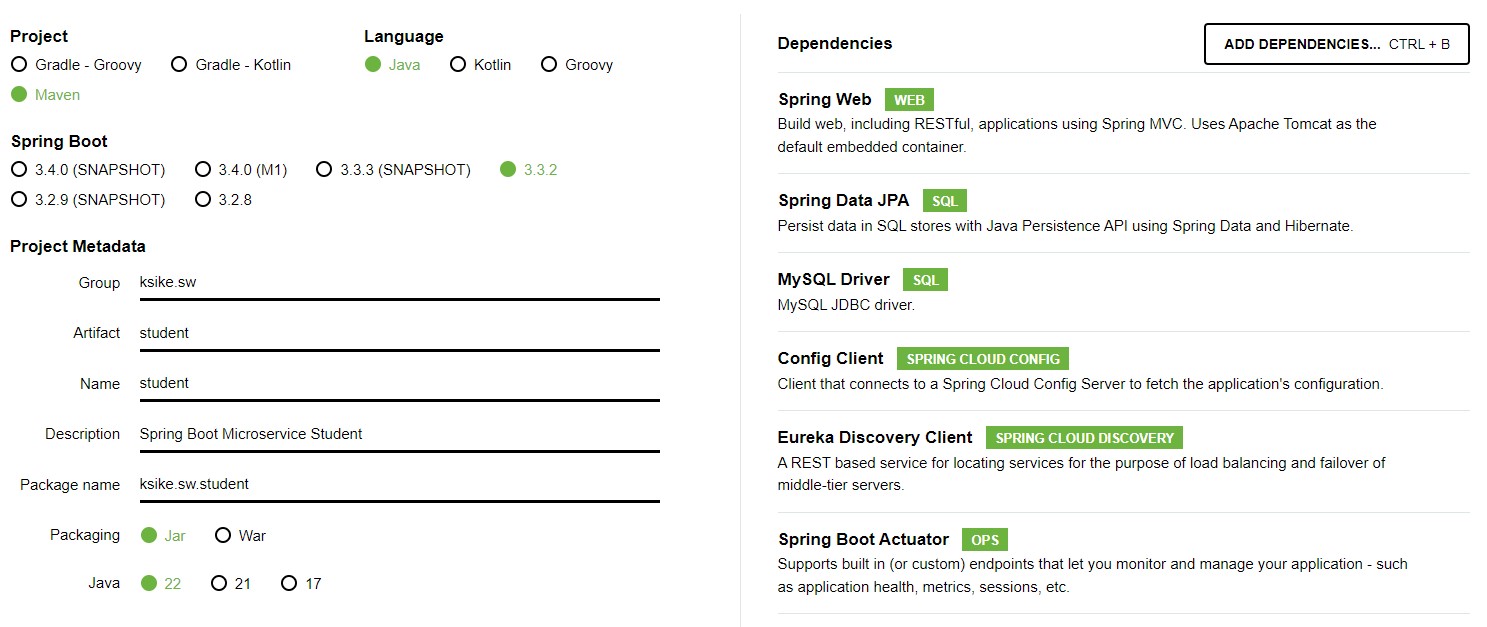 Project
Gradle - Groovy Gradle - Kotlin
Maven
Language
Java Kotlin Groovy
Spring Boot
3.4.0 (SNAPSHOT) 3.4.0 (M1) 3.3.3 (SNAPSHOT) 3.3.2
3.2.9 (SNAPSHOT) 3.2.8
Project Metadata
Group ksike.sw
Artifact student
Name student
Description Spring Boot Microservice Student
Package name ksike.sw.student
Packaging Jar War
Java 22 21 17
Dependencies
ADD DEPENDENCIES... CTRL + B
Spring Web WEB
Build web, including RESTful, applications using Spring MVC. Uses Apache Tomcat as the
default embedded container.
Spring Data JPA SQL
Persist data in SQL stores with Java Persistence API using Spring Data and Hibernate.
MySQL Driver SQL
MySQL JDBC driver.
Config Client SPRING CLOUD CONFIG
Client that connects to a Spring Cloud Config Server to fetch the application's configuration.
Eureka Discovery Client SPRING CLOUD DISCOVERY
A REST based service for locating services for the purpose of load balancing and failover of
middle-tier servers.
Spring Boot Actuator OPS
Supports built in (or custom) endpoints that let you monitor and manage your application - such
as application health, metrics, sessions, etc.